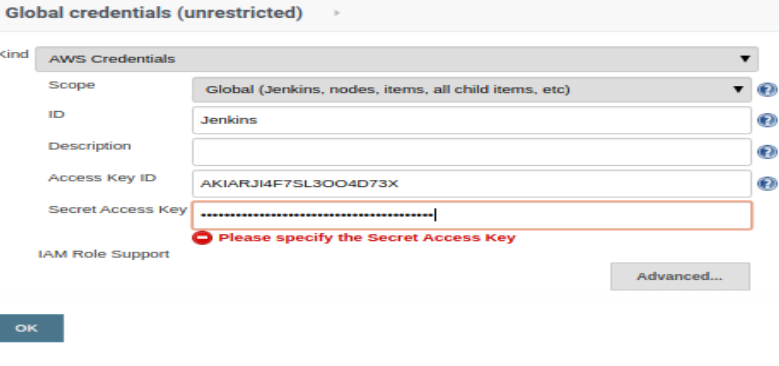 Global credentials (unrestricted)
Kind
AWS Credentials
Scope
Global (Jenkins, nodes, items, all child items, etc)
ID
Jenkins
Description
Access Key ID
AKIARJI4F7SL3OO4D73X
Secret Access Key
••••••••••••••••••••••••••••••••••••••••
Please specify the Secret Access Key
IAM Role Support
Advanced...
OK